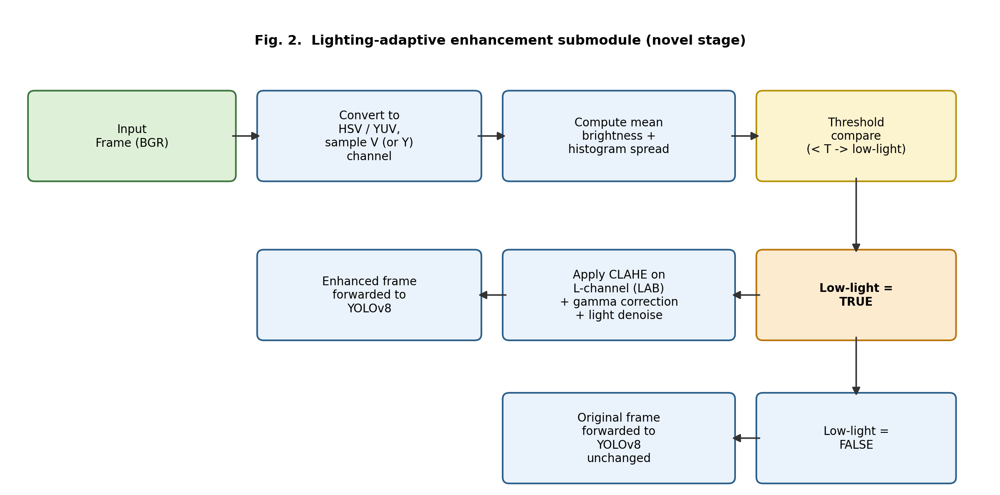 Fig. 2.  Lighting-adaptive enhancement submodule (novel stage)
Input
Frame (BGR)
Convert to
HSV / YUV,
sample V (or Y)
channel
Compute mean
brightness +
histogram spread
Threshold
compare
(< T -> low-light)
Enhanced frame
forwarded to
YOLOv8
Apply CLAHE on
L-channel (LAB)
+ gamma correction
+ light denoise
Low-light =
TRUE
Original frame
forwarded to
YOLOv8
unchanged
Low-light =
FALSE